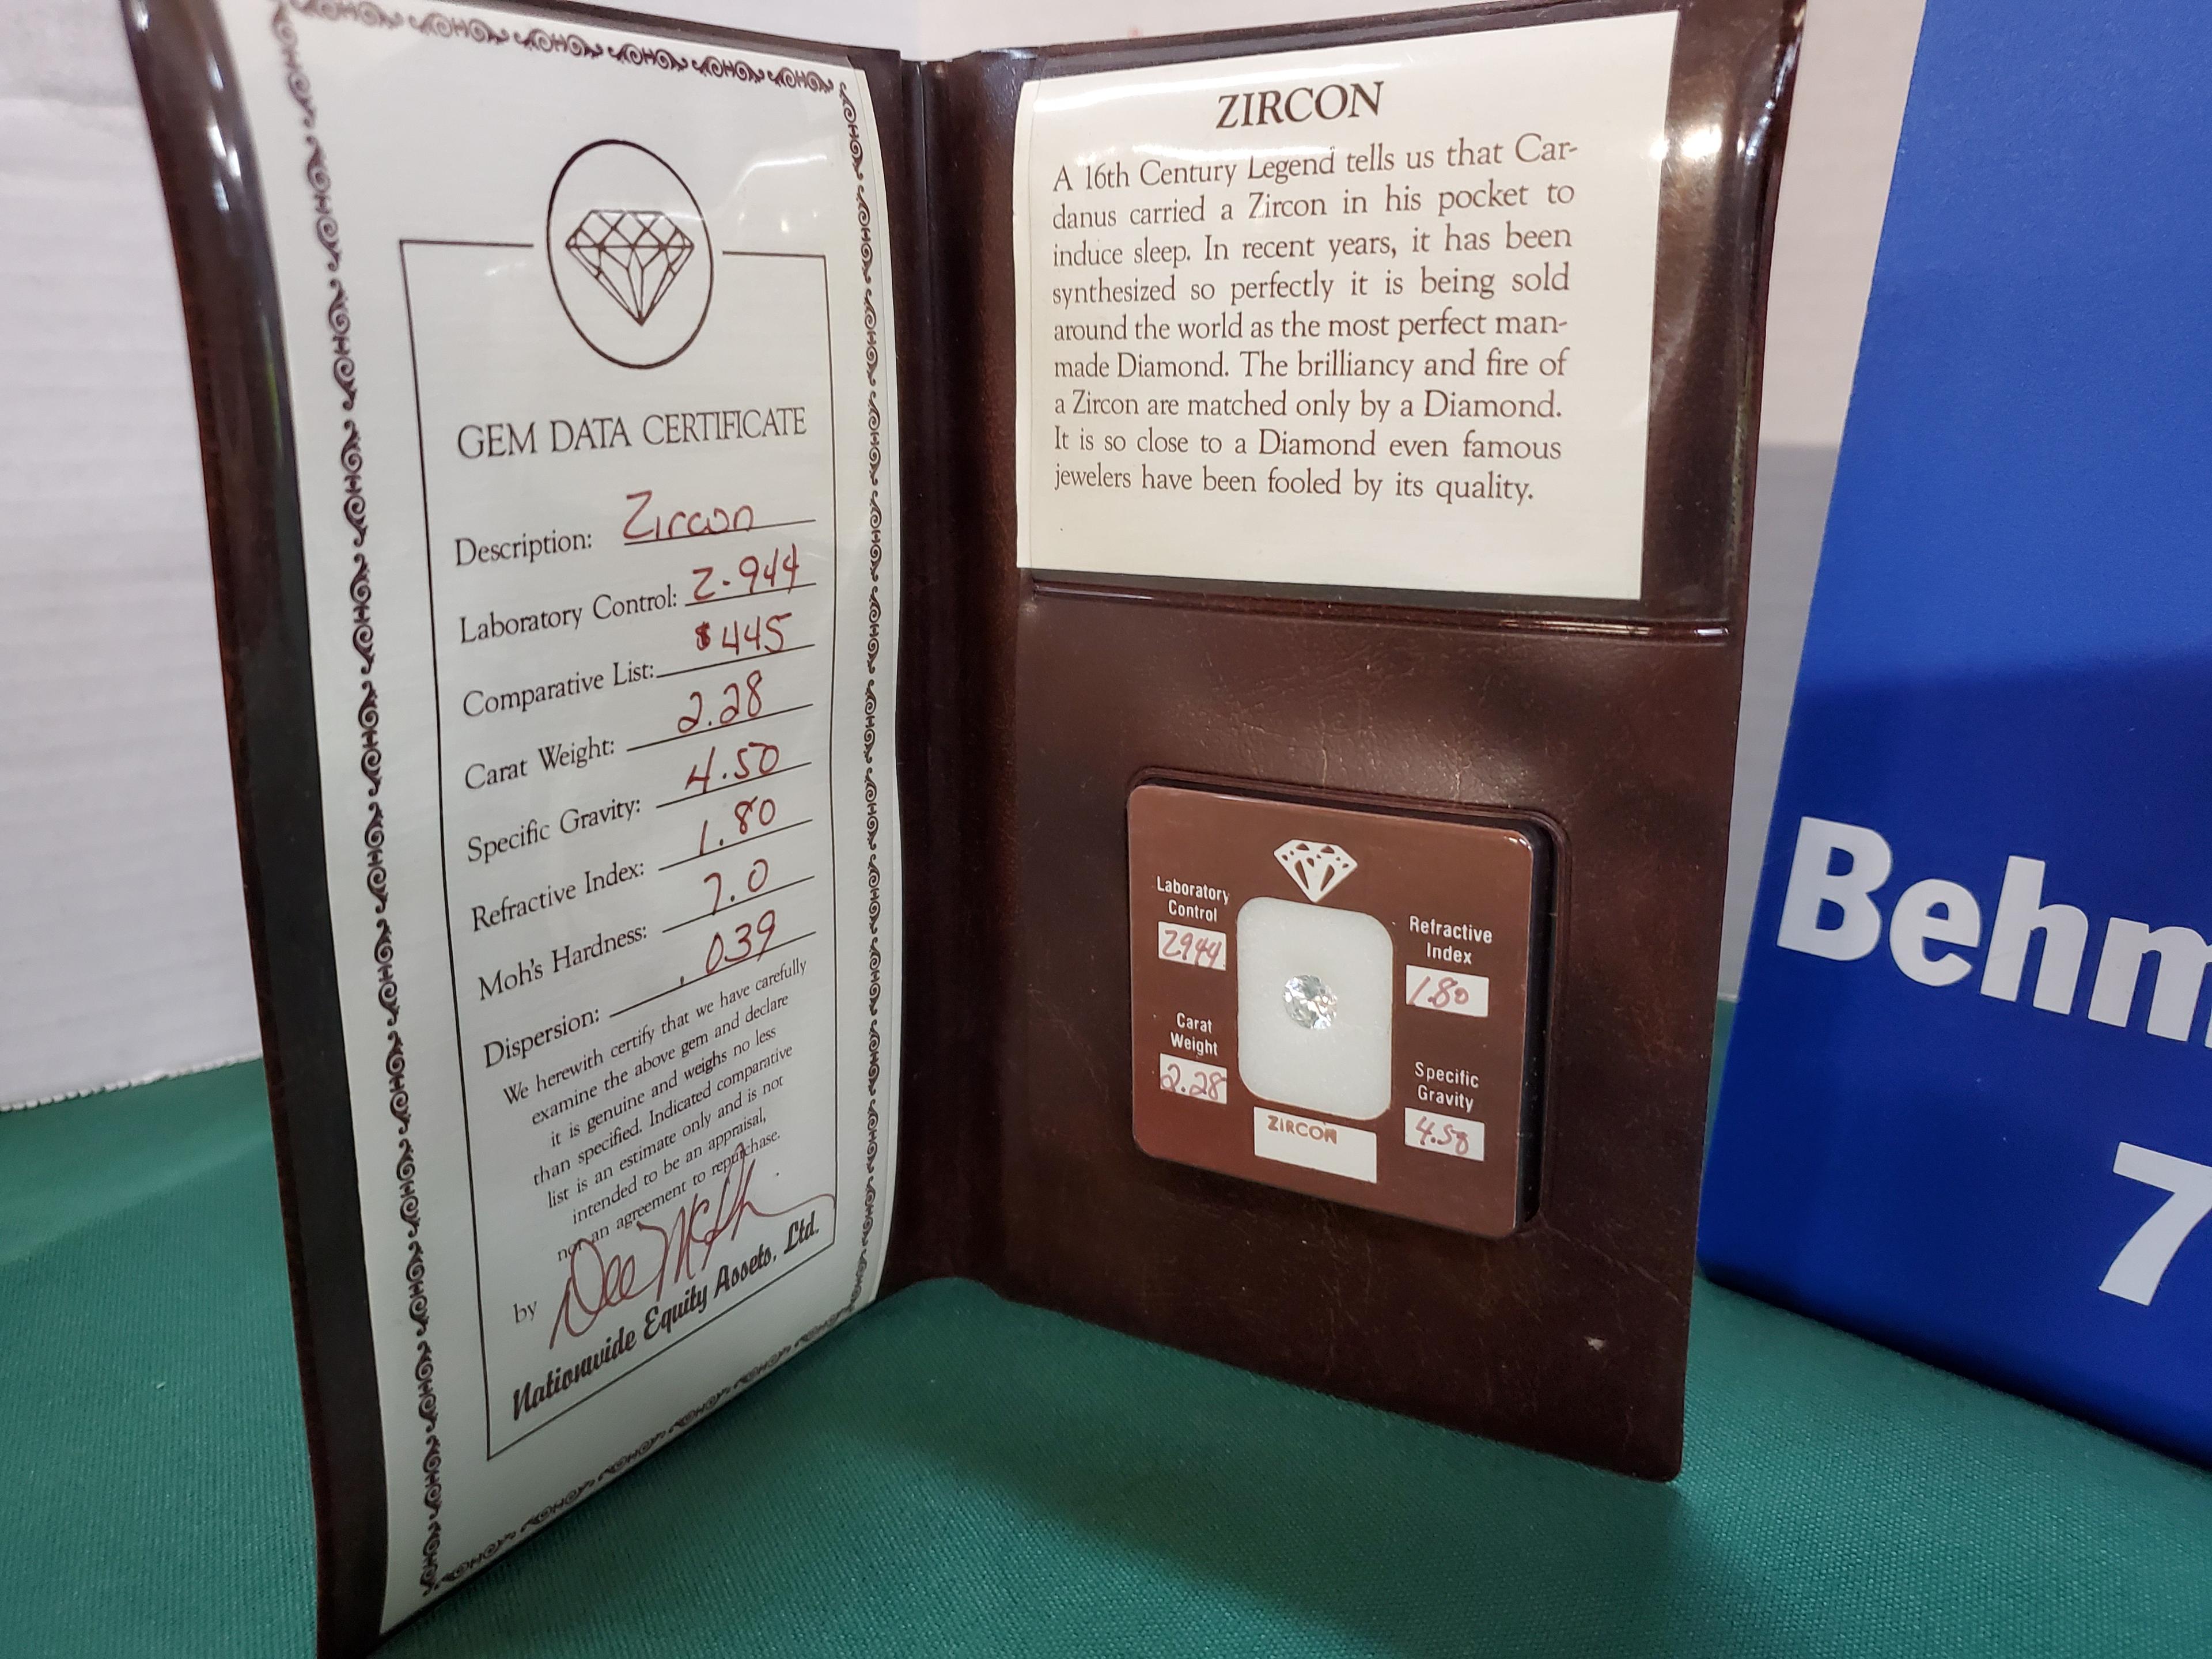 GEM DATA CERTIFICATE
Description: Zircon
Laboratory Control: Z-944
Comparative List: $445
Carat Weight: 2.28
Specific Gravity: 4.50
Refractive Index: 1.80
Moh's Hardness: 7.0
Dispersion: .039
We herewith certify that we have carefully
examine the above gem and declare
it is genuine and weighs no less
than specified. Indicated comparative
list is an estimate only and is not
intended to be an appraisal,
nor an agreement to repurchase.
by
Nationwide Equity Assets, Ltd.
ZIRCON
A 16th Century Legend tells us that Car-
danus carried a Zircon in his pocket to
induce sleep. In recent years, it has been
synthesized so perfectly it is being sold
around the world as the most perfect man-
made Diamond. The brilliancy and fire of
a Zircon are matched only by a Diamond.
It is so close to a Diamond even famous
jewelers have been fooled by its quality.
Laboratory
Control
Z944
Carat
Weight
2.28
Refractive
Index
1.80
Specific
Gravity
4.50
ZIRCON
Behm
7